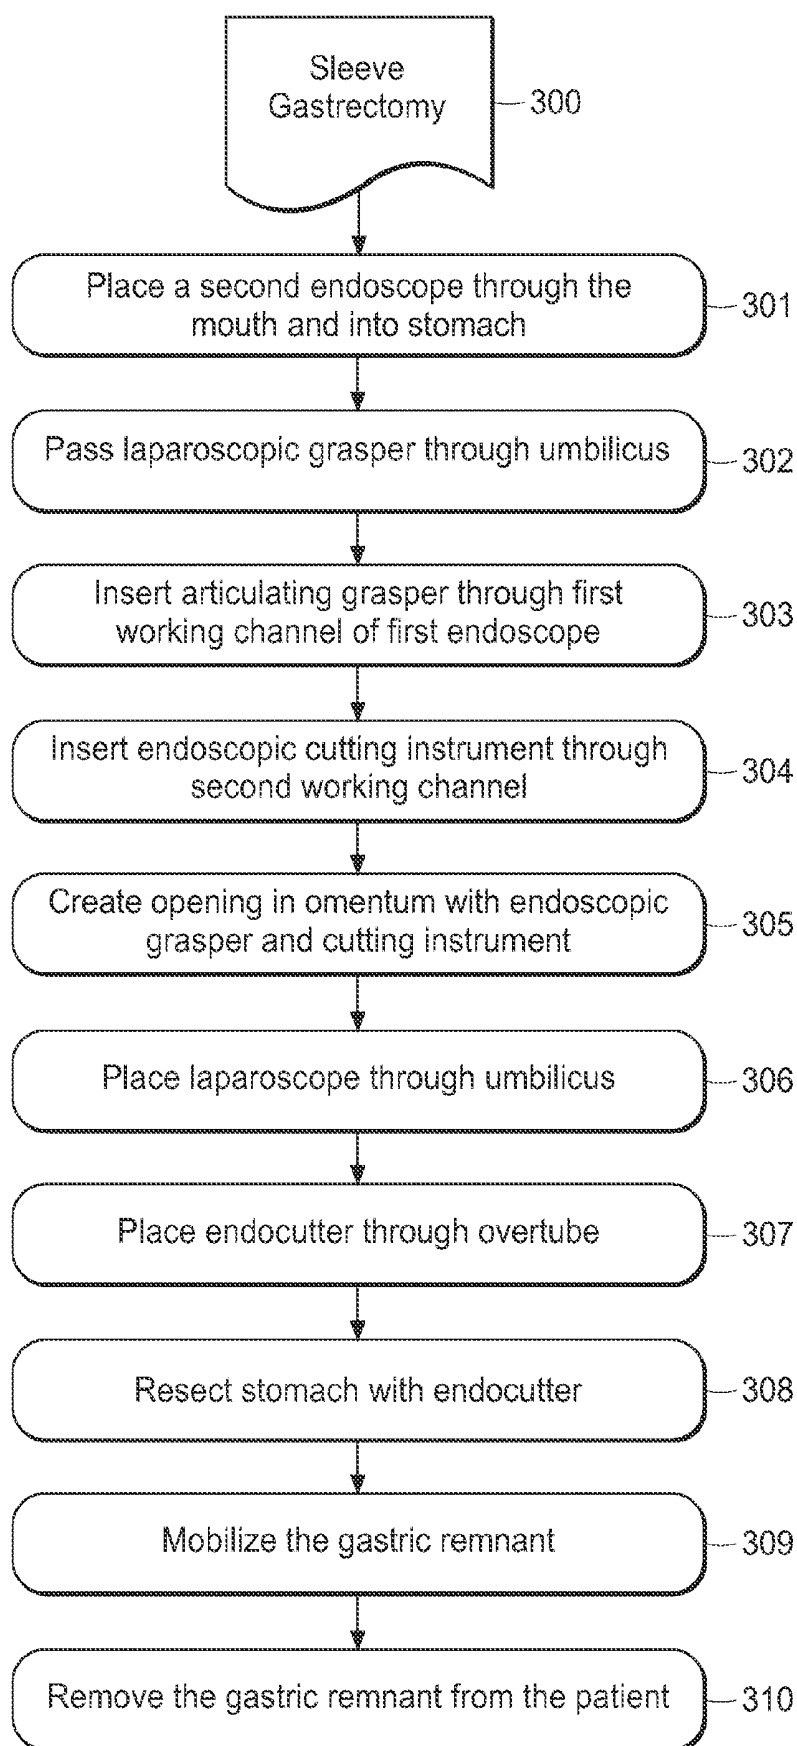 Sleeve
Gastrectomy
300
Place a second endoscope through the
mouth and into stomach
301
Pass laparoscopic grasper through umbilicus
302
Insert articulating grasper through first
working channel of first endoscope
303
Insert endoscopic cutting instrument through
second working channel
304
Create opening in omentum with endoscopic
grasper and cutting instrument
305
Place laparoscope through umbilicus
306
Place endocutter through overtube
307
Resect stomach with endocutter
308
Mobilize the gastric remnant
309
Remove the gastric remnant from the patient
310